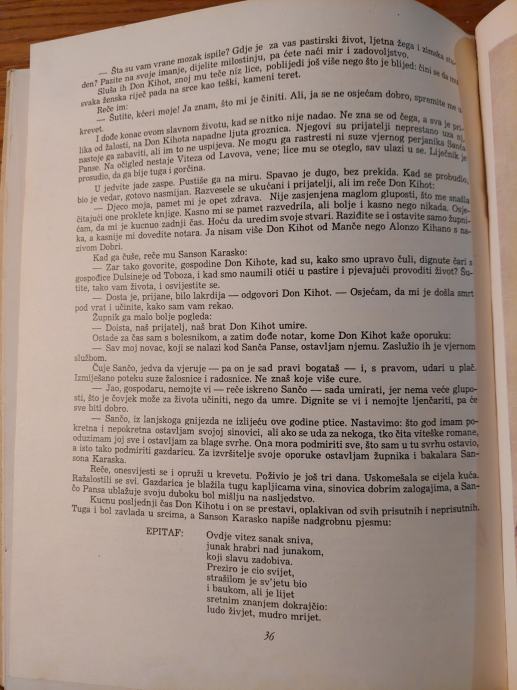 — Šta su vam vrane mozak ispile? Gdje je za vas pastirski život, ljetna žega i zimska stu-
den? Pazite na svoje imanje, dijelite milostinju, pa ćete naći mir i zadovoljstvo.
Sluša ih Don Kihot, znoj mu teče niz lice, poblijedi još više nego što je blijed: čini se da mu
svaka ženska riječ pada na srce kao teški, kameni teret.
Reče im:
— Šutite, kćeri moje! Ja znam, što mi je činiti. Ali, ja se ne osjećam dobro, spremite me u
krevet.
I dođe konac ovom slavnom životu, kad se nitko nije nadao. Ne zna se od čega, a sva je pri-
lika od žalosti, na Don Kihota napadne ljuta groznica. Njegovi su prijatelji neprestano uza nj,
nastoje ga zabaviti, ali im to ne uspijeva. Ne mogu ga rastresti ni suze vjernog perjanika Sanča
Panse. Na očigled nestaje Viteza od Lavova, vene; lice mu se oteglo, sav ulazi u se. Liječnik je
prosudio, da ga bije tuga i gorčina.
U jedvite jade zaspe. Pustiše ga na miru. Spavao je dugo, bez prekida. Kad se probudio,
bio je vedar, gotovo nasmijan. Razvesele se ukućani i prijatelji, ali im reče Don Kihot:
— Djeco moja, pamet mi je opet zdrava. Nije zasjenjena maglom gluposti, što me snađla
čitajući one proklete knjige. Kasno mi se pamet razvedrila, ali bolje i kasno nego nikada. Osje-
ćam, da mi je kucnuo zadnji čas. Hoću da uredim svoje stvari. Raziđite se i ostavite samo župni-
ka, a kasnije mi dovedite notara. Ja nisam više Don Kihot od Manče nego Alonzo Kihano s na-
zivom Dobri.
Kad ga čuše, reče mu Sanson Karasko:
— Zar tako govorite, gospodine Don Kihote, kad su, kako smo upravo čuli, dignute čari s
gospođice Dulsineje od Toboza, i kad smo naumili otići u pastire i pjevajući provoditi život? Šu-
tite, tako vam života, i osvijestite se.
— Dosta je, prijane, bilo lakrdija — odgovori Don Kihot. — Osjećam, da mi je došla smrt
pod vrat i učinite, kako sam vam rekao.
Župnik ga malo bolje pogleda:
— Doista, naš prijatelj, naš brat Don Kihot umire.
Ostade za čas sam s bolesnikom, a zatim dođe notar, kome Don Kihot kaže oporuku:
— Sav moj novac, koji se nalazi kod Sanča Panse, ostavljam njemu. Zaslužio ih je vjernom
službom.
Čuje Sančo, jedva da vjeruje — pa on je sad pravi bogataš — i, s pravom, udari u plač.
Izmiješano poteku suze žalosnice i radosnice. Ne znaš koje više cure.
— Jao, gospodaru, nemojte vi — reče iskreno Sančo — sada umirati, jer nema veće glupo-
sti, što je čovjek može za života učiniti, nego da umre. Dignite se vi i nemojte ljenčariti, pa će
sve biti dobro.
— Sančo, iz lanjskoga gnijezda ne izlijeću ove godine ptice. Nastavimo: što god imam po-
kretna i nepokretna ostavljam svojoj sinovici, ali ako se uda za nekoga, tko čita viteške romane,
oduzimam joj sve i ostavljam za blage svrhe. Ona mora podmiriti sve, što sam u tu svrhu ostavio,
a isto tako podmiriti gazdaricu. Za izvršitelje svoje oporuke ostavljam župnika i bakalara San-
sona Karaska.
Reče, onesvijesti se i opruži u krevetu. Poživio je još tri dana. Uskomešala se cijela kuća.
Ražalostili se svi. Gazdarica je blažila tugu kapljicama vina, sinovica dobrim zalogajima, a San-
čo Pansa ublažuje svoju duboku bol mišlju na nasljedstvo.
Kucnu posljednji čas Don Kihotu i on se prestavi, oplakivan od svih prisutnih i neprisutnih.
Tuga i bol zavlada u srcima, a Sanson Karasko napiše nadgrobnu pjesmu:
EPITAF:
Ovdje vitez sanak sniva,
junak hrabri nad junakom,
koji slavu zadobiva.
Preziro je cio svijet,
strašilom je sv'jetu bio
i baukom, ali je lijet
sretnim znanjem dokrajčio:
ludo živjet, mudro mrijet.
36